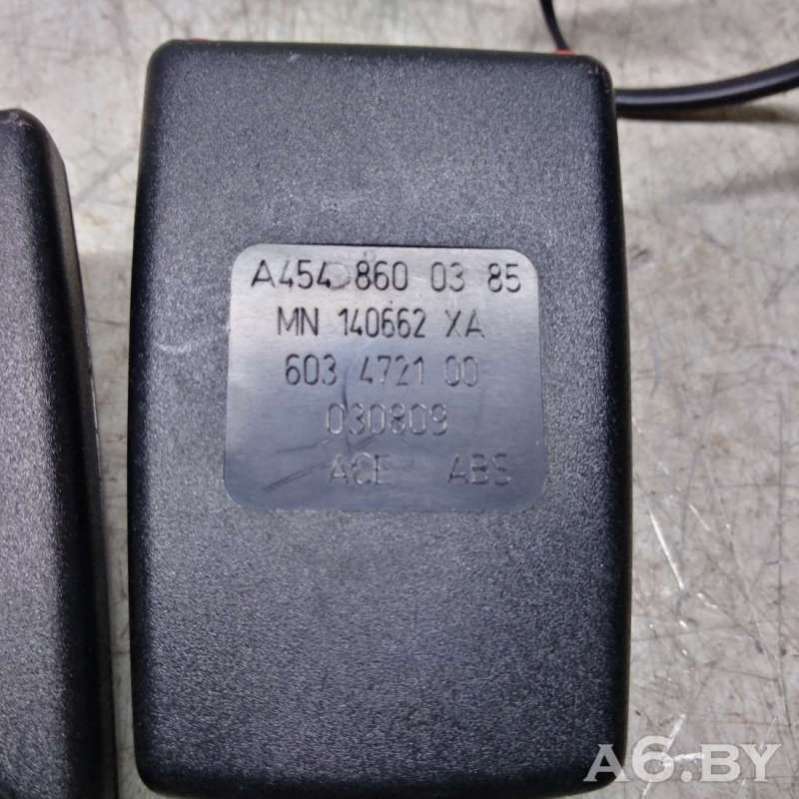 A454 860 03 85
MN 140662 XA
603 4721 00
030809
ACE ABS
A6.BY